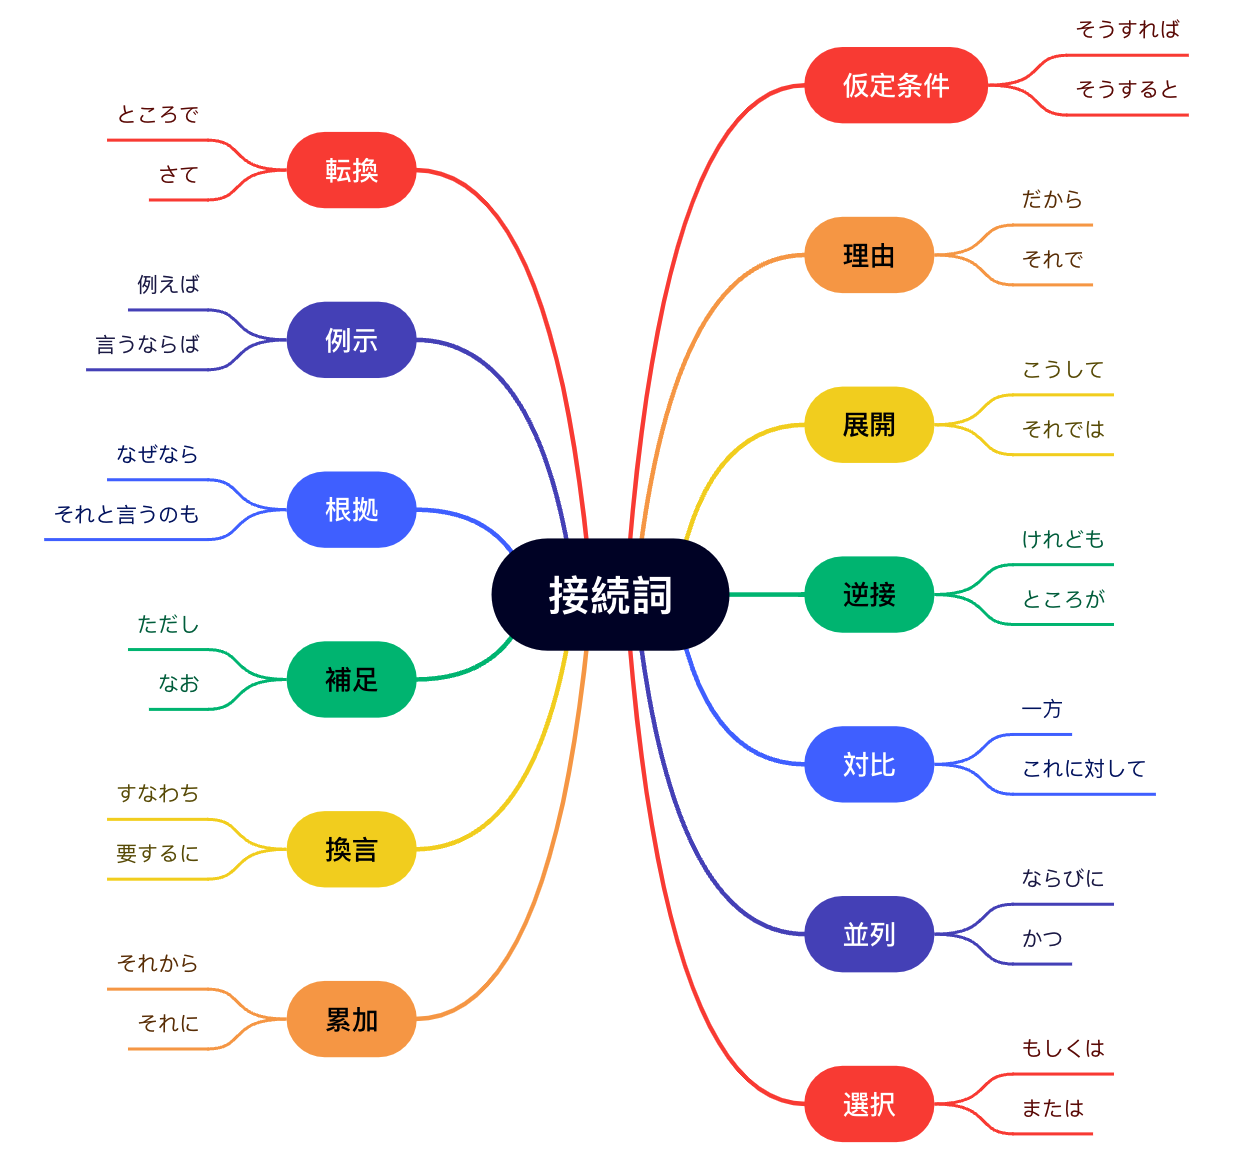 接続詞
仮定条件
そうすれば
そうすると
理由
だから
それで
展開
こうして
それでは
逆接
けれども
ところが
対比
一方
これに対して
並列
ならびに
かつ
選択
もしくは
または
転換
ところで
さて
例示
例えば
言うならば
根拠
なぜなら
それと言うのも
補足
ただし
なお
換言
すなわち
要するに
累加
それから
それに